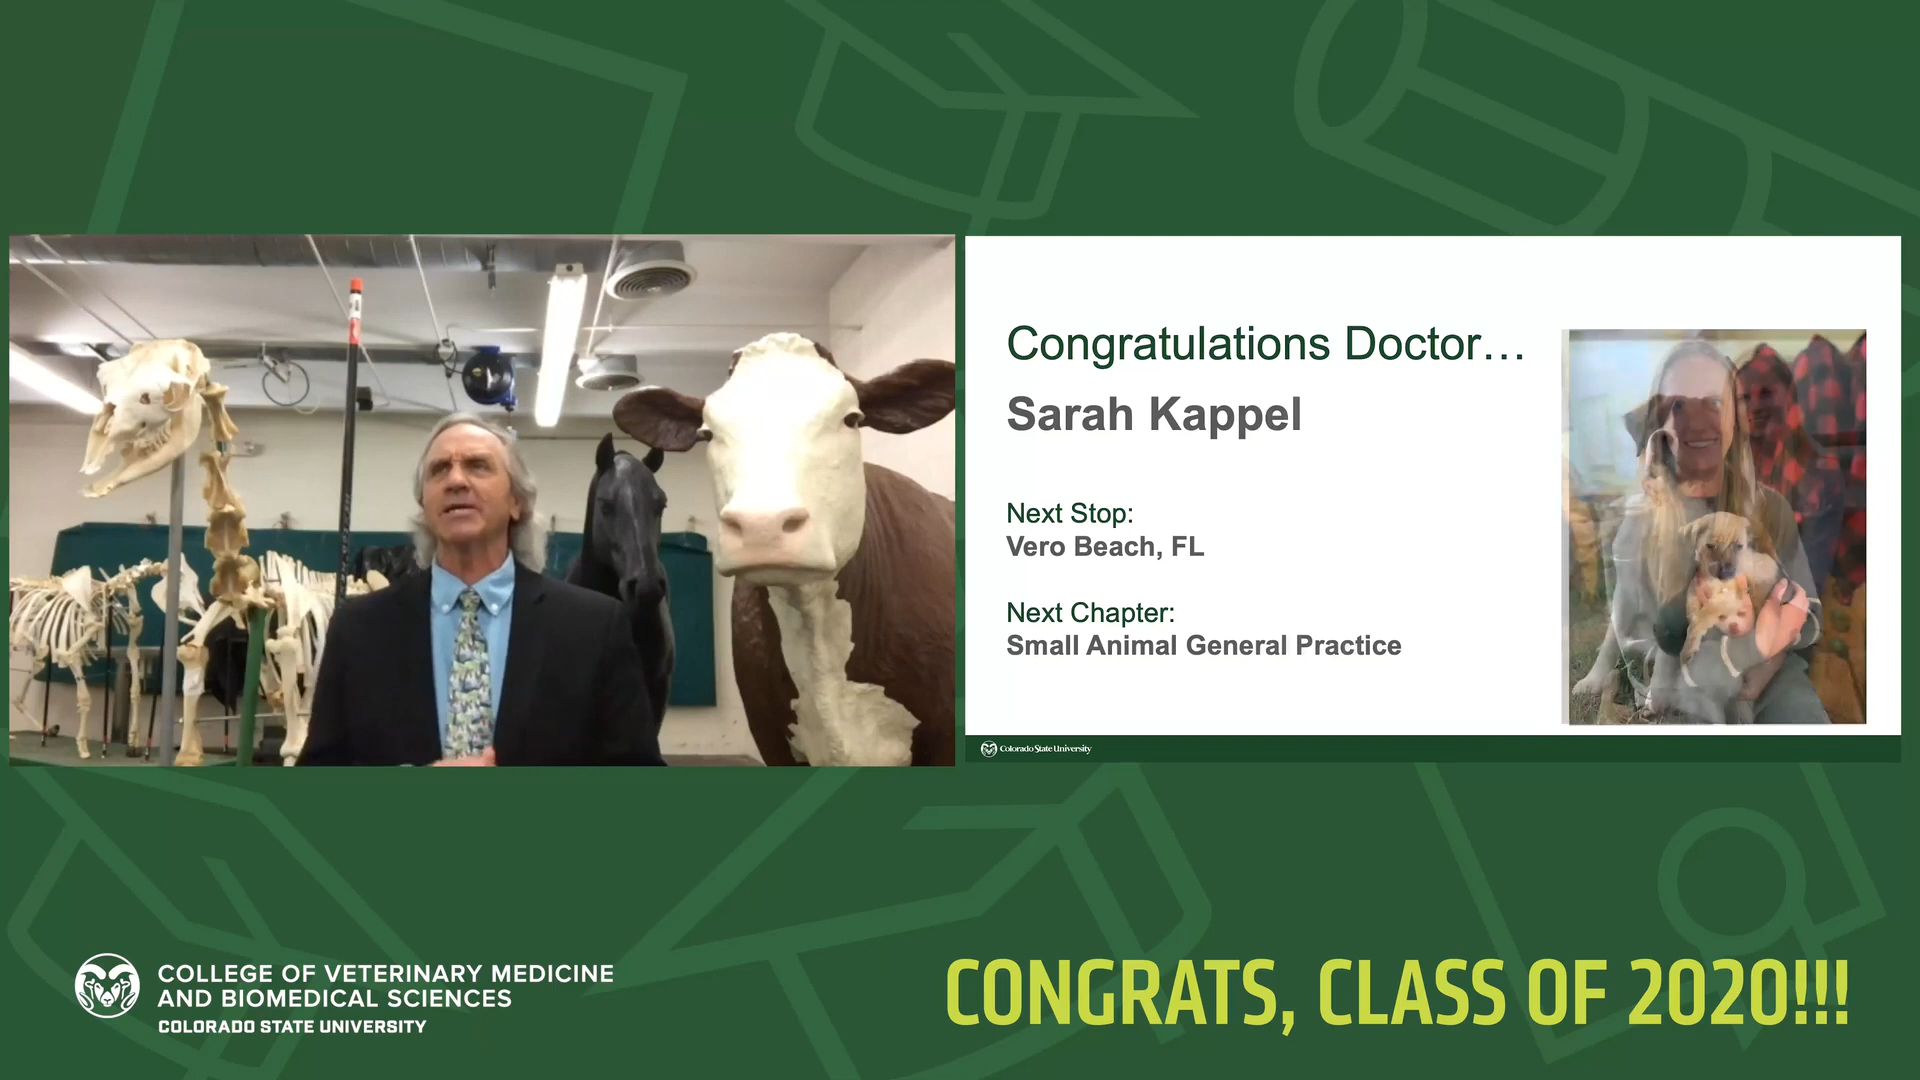 Congratulations Doctor…
Sarah Kappel
Next Stop:
Vero Beach, FL
Next Chapter:
Small Animal General Practice
Colorado State University
COLLEGE OF VETERINARY MEDICINE
AND BIOMEDICAL SCIENCES
COLORADO STATE UNIVERSITY
CONGRATS, CLASS OF 2020!!!